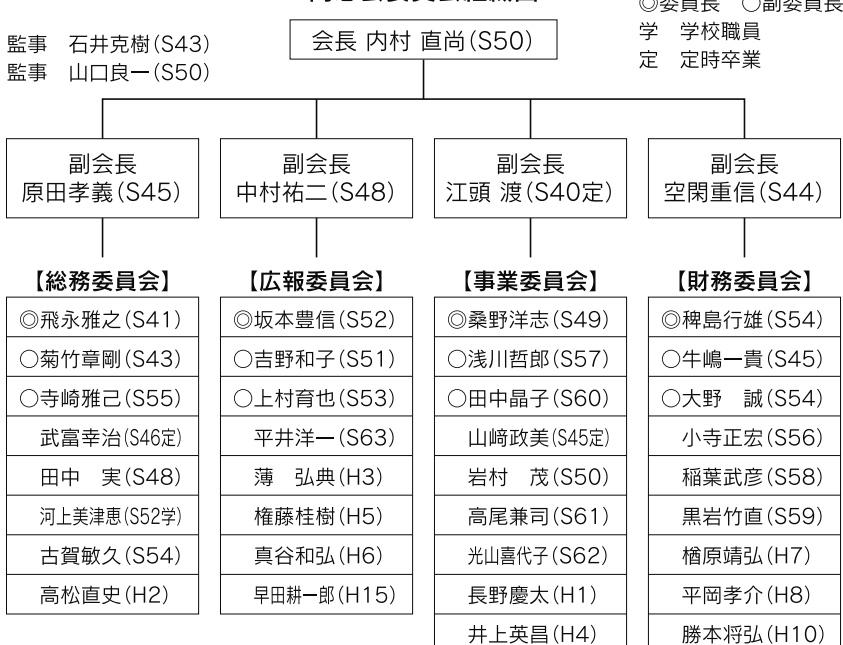 ◎委員長　○副委員長
学　学校職員
定　定時卒業
監事　石井克樹(S43)
監事　山口良一(S50)
会長 内村 直尚(S50)
副会長
原田孝義(S45)
副会長
中村祐二(S48)
副会長
江頭 渡(S40定)
副会長
空閑重信(S44)
【総務委員会】
◎飛永雅之(S41)
○菊竹章剛(S43)
○寺崎雅己(S55)
武富幸治(S46定)
田中　実(S48)
河上美津恵(S52学)
古賀敏久(S54)
高松直史(H2)
【広報委員会】
◎坂本豊信(S52)
○吉野和子(S51)
○上村育也(S53)
平井洋一(S63)
薄　弘典(H3)
権藤桂樹(H5)
真谷和弘(H6)
早田耕一郎(H15)
【事業委員会】
◎桑野洋志(S49)
○浅川哲郎(S57)
○田中晶子(S60)
山﨑政美(S45定)
岩村　茂(S50)
高尾兼司(S61)
光山喜代子(S62)
長野慶太(H1)
井上英昌(H4)
【財務委員会】
◎稗島行雄(S54)
○牛嶋一貴(S45)
○大野　誠(S54)
小寺正宏(S56)
稲葉武彦(S58)
黒岩竹直(S59)
楢原靖弘(H7)
平岡孝介(H8)
勝本将弘(H10)